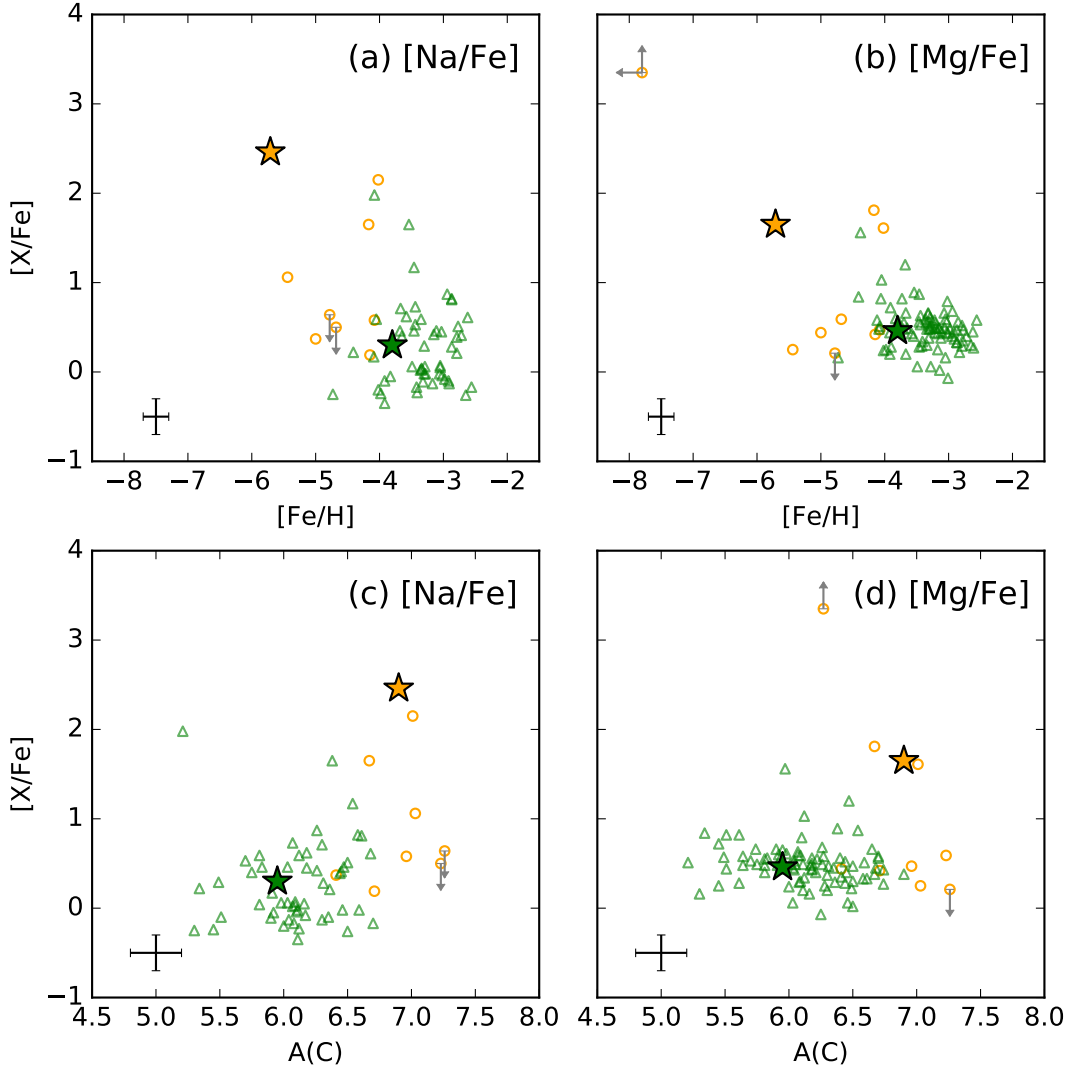 (a) [Na/Fe]
(b) [Mg/Fe]
4
3
2
1
0
−1
[X/Fe]
−8 −7 −6 −5 −4 −3 −2
[Fe/H]
−8 −7 −6 −5 −4 −3 −2
[Fe/H]
(c) [Na/Fe]
(d) [Mg/Fe]
4
3
2
1
0
−1
[X/Fe]
4.5 5.0 5.5 6.0 6.5 7.0 7.5 8.0
A(C)
4.5 5.0 5.5 6.0 6.5 7.0 7.5 8.0
A(C)